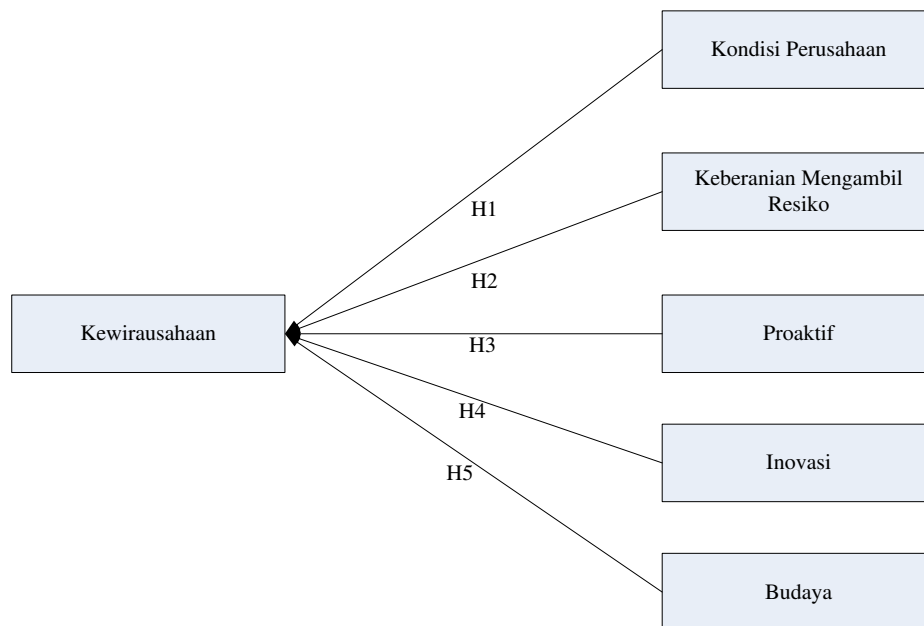 Kondisi Perusahaan
Keberanian Mengambil
Resiko
H1
H2
Kewirausahaan
H3
Proaktif
H4
Inovasi
H5
Budaya